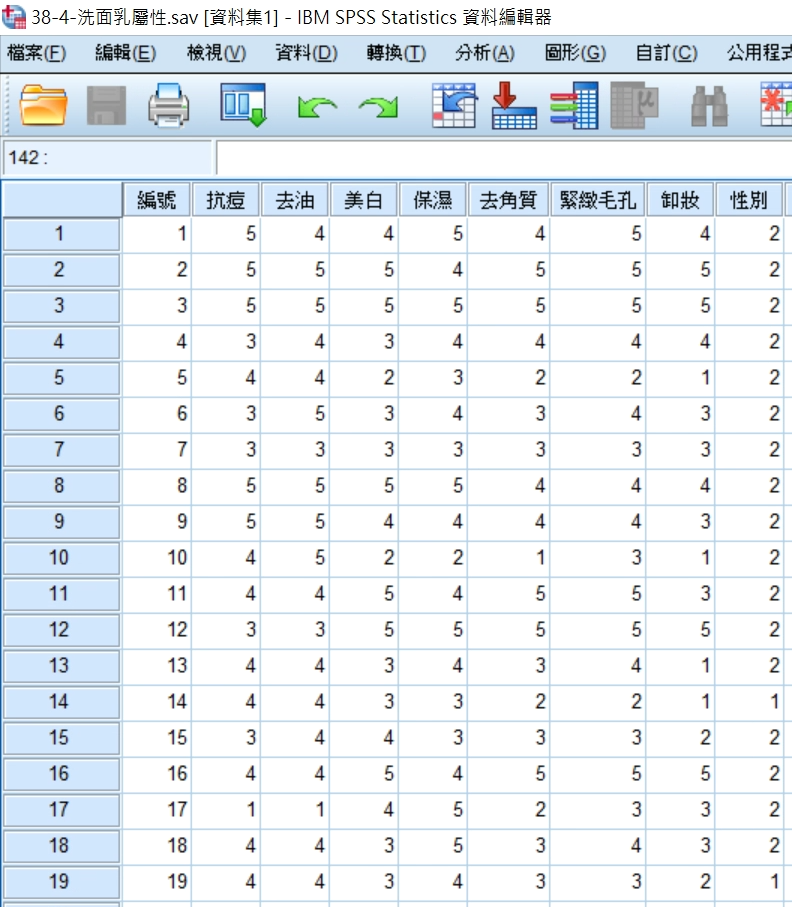 38-4-洗面乳屬性.sav [資料集1] - IBM SPSS Statistics 資料編輯器
檔案(F) 編輯(E) 檢視(V) 資料(D) 轉換(T) 分析(A) 圖形(G) 自訂(C) 公用程式
142 :
編號 抗痘 去油 美白 保濕 去角質 緊緻毛孔 卸妝 性別
1 1 5 4 4 5 4 5 4 2
2 2 5 5 5 4 5 5 5 2
3 3 5 5 5 5 5 5 5 2
4 4 3 4 3 4 4 4 4 2
5 5 4 4 2 3 2 2 1 2
6 6 3 5 3 4 3 4 3 2
7 7 3 3 3 3 3 3 3 2
8 8 5 5 5 5 4 4 4 2
9 9 5 5 4 4 4 4 3 2
10 10 4 5 2 2 1 3 1 2
11 11 4 4 5 4 5 5 3 2
12 12 3 3 5 5 5 5 5 2
13 13 4 4 3 4 3 4 1 2
14 14 4 4 3 3 2 2 1 1
15 15 3 4 4 3 3 3 2 2
16 16 4 4 5 4 5 5 5 2
17 17 1 1 4 5 2 3 3 2
18 18 4 4 3 5 3 4 3 2
19 19 4 4 3 4 3 3 2 1